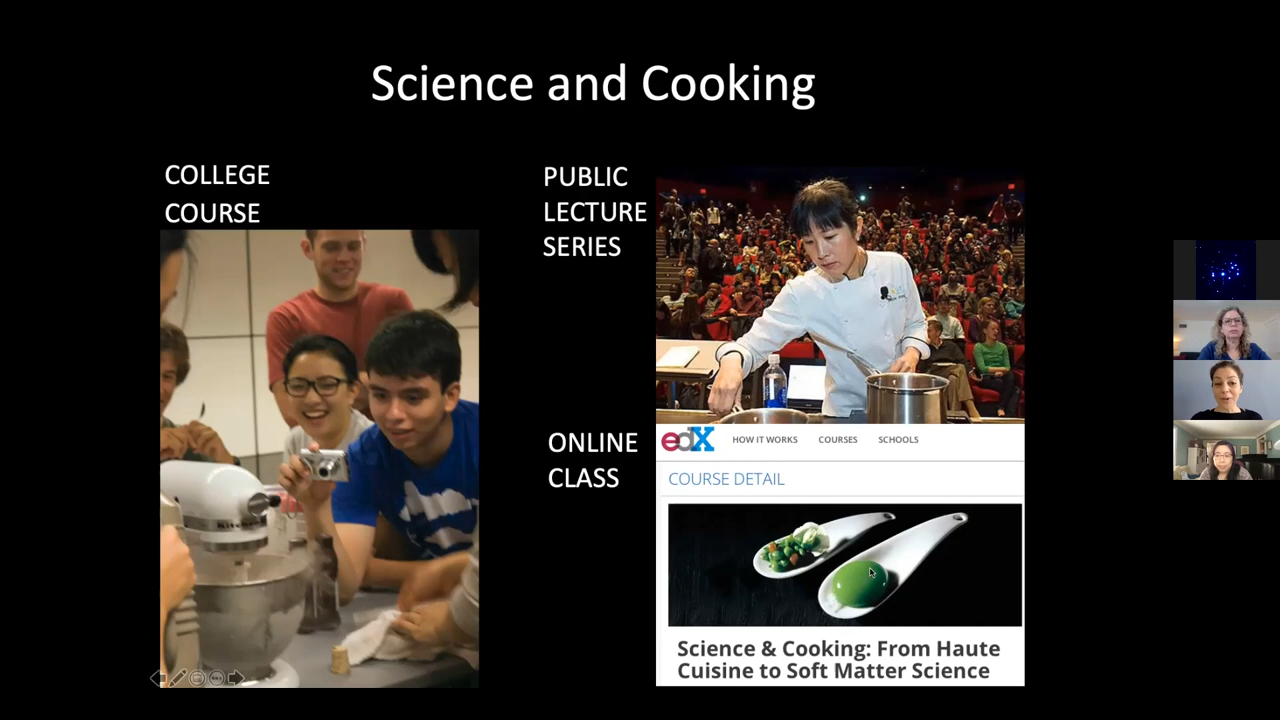 Science and Cooking
COLLEGE
COURSE
PUBLIC
LECTURE
SERIES
ONLINE
CLASS
edX HOW IT WORKS COURSES SCHOOLS
COURSE DETAIL
Science & Cooking: From Haute
Cuisine to Soft Matter Science